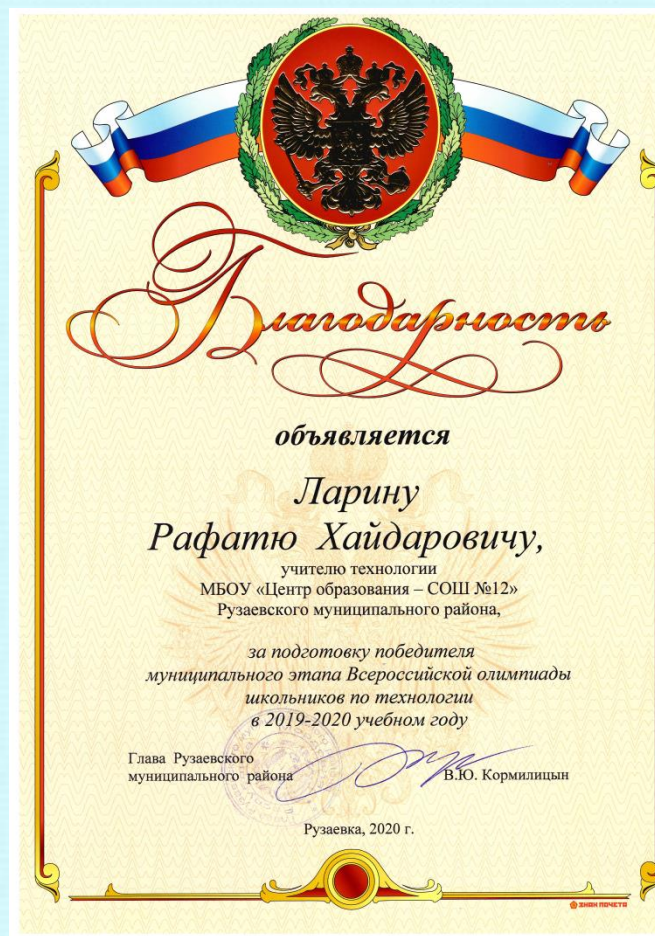 Благодарность
объявляется
Ларину
Рафатю Хайдаровичу,
учителю технологии
МБОУ «Центр образования – СОШ №12»
Рузаевского муниципального района,
за подготовку победителя
муниципального этапа Всероссийской олимпиады
школьников по технологии
в 2019-2020 учебном году
Глава Рузаевского
муниципального района В.Ю. Кормилицын
Рузаевка, 2020 г.
ЗНАК ПОЧЕТА